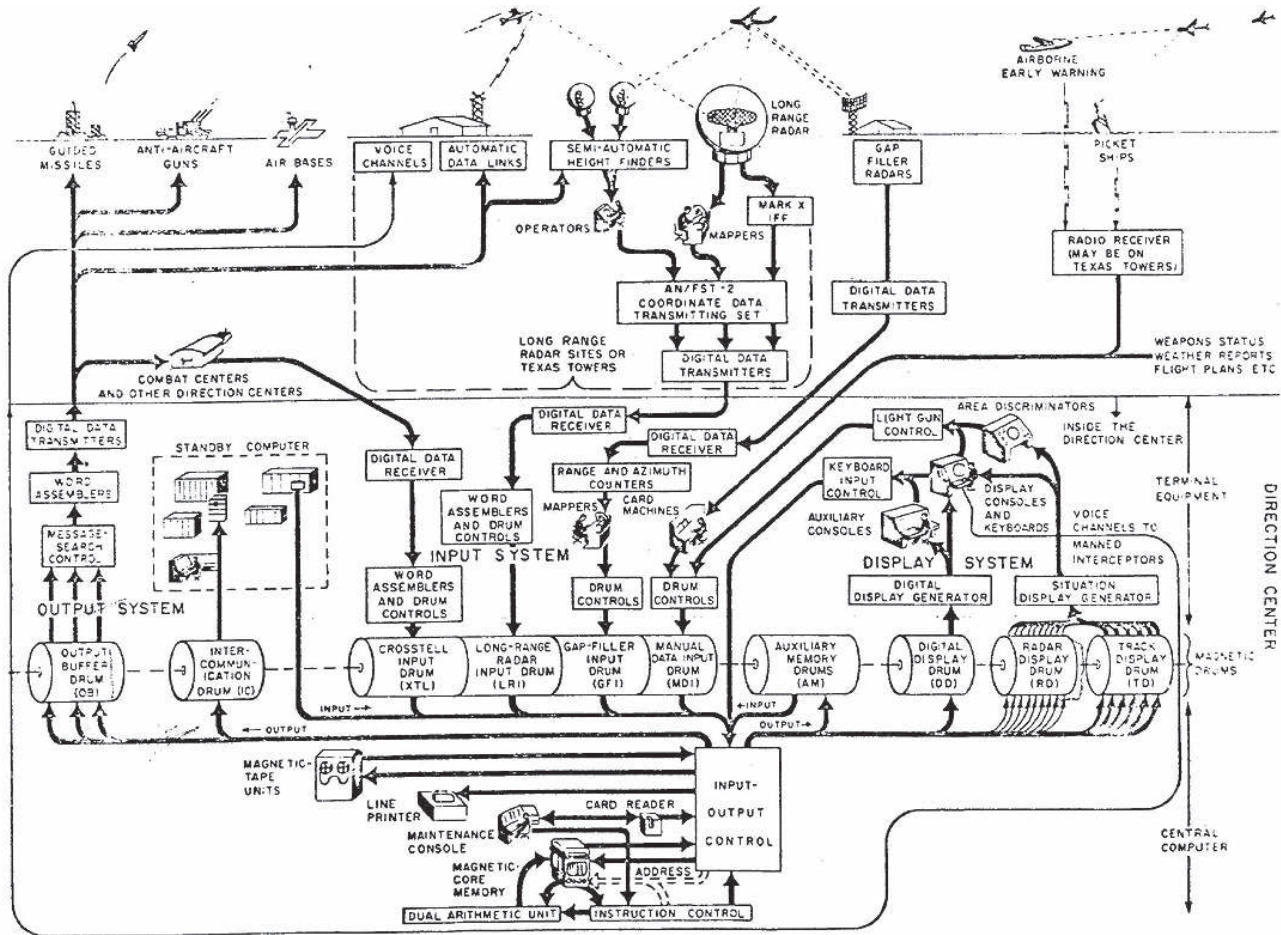 AIRBORNE
EARLY WARNING
LONG
RANGE
RADAR
GUIDED
MISSILES
ANTI-AIRCRAFT
GUNS
AIR BASES
VOICE
CHANNELS
AUTOMATIC
DATA LINKS
SEMI-AUTOMATIC
HEIGHT FINDERS
GAP
FILLER
RADARS
PICKET
SHIPS
OPERATORS
MAPPERS
MARK X
IFF
RADIO RECEIVER
(MAY BE ON
TEXAS TOWERS)
AN/FST-2
COORDINATE DATA
TRANSMITTING SET
DIGITAL DATA
TRANSMITTERS
LONG RANGE
RADAR SITES OR
TEXAS TOWERS
DIGITAL DATA
TRANSMITTERS
WEAPONS STATUS
WEATHER REPORTS
FLIGHT PLANS ETC
COMBAT CENTERS
AND OTHER DIRECTION CENTERS
DIGITAL DATA
TRANSMITTERS
WORD
ASSEMBLERS
MESSAGE-
SEARCH
CONTROL
OUTPUT SYSTEM
STANDBY COMPUTER
DIGITAL DATA
RECEIVER
DIGITAL DATA
RECEIVER
DIGITAL DATA
RECEIVER
RANGE AND AZIMUTH
COUNTERS
WORD
ASSEMBLERS
AND DRUM
CONTROLS
MAPPERS
CARD
MACHINES
INPUT SYSTEM
WORD
ASSEMBLERS
AND DRUM
CONTROLS
DRUM
CONTROLS
DRUM
CONTROLS
LIGHT GUN
CONTROL
AREA DISCRIMINATORS
INSIDE THE
DIRECTION CENTER
KEYBOARD
INPUT
CONTROL
AUXILIARY
CONSOLES
DISPLAY
CONSOLES
AND
KEYBOARDS
VOICE
CHANNELS TO
MANNED
INTERCEPTORS
TERMINAL
EQUIPMENT
DIRECTION CENTER
DISPLAY SYSTEM
DIGITAL
DISPLAY GENERATOR
SITUATION
DISPLAY GENERATOR
OUTPUT
BUFFER
DRUM
(OB)
INTER-
COMMUN-
ICATION
DRUM (IC)
CROSSTELL
INPUT
DRUM
(XTL)
LONG-RANGE
RADAR
INPUT DRUM
(LRI)
GAP-FILLER
INPUT
DRUM
(GFI)
MANUAL
DATA INPUT
DRUM
(MDI)
AUXILIARY
MEMORY
DRUMS
(AM)
DIGITAL
DISPLAY
DRUM
(DD)
RADAR
DISPLAY
DRUM
(RD)
TRACK
DISPLAY
DRUM
(TD)
MAGNETIC
DRUMS
INPUT
INPUT
OUTPUT
OUTPUT
MAGNETIC-
TAPE
UNITS
LINE
PRINTER
CARD READER
MAINTENANCE
CONSOLE
INPUT-
OUTPUT
CONTROL
MAGNETIC-
CORE
MEMORY
ADDRESS
DUAL ARITHMETIC UNIT
INSTRUCTION CONTROL
CENTRAL
COMPUTER